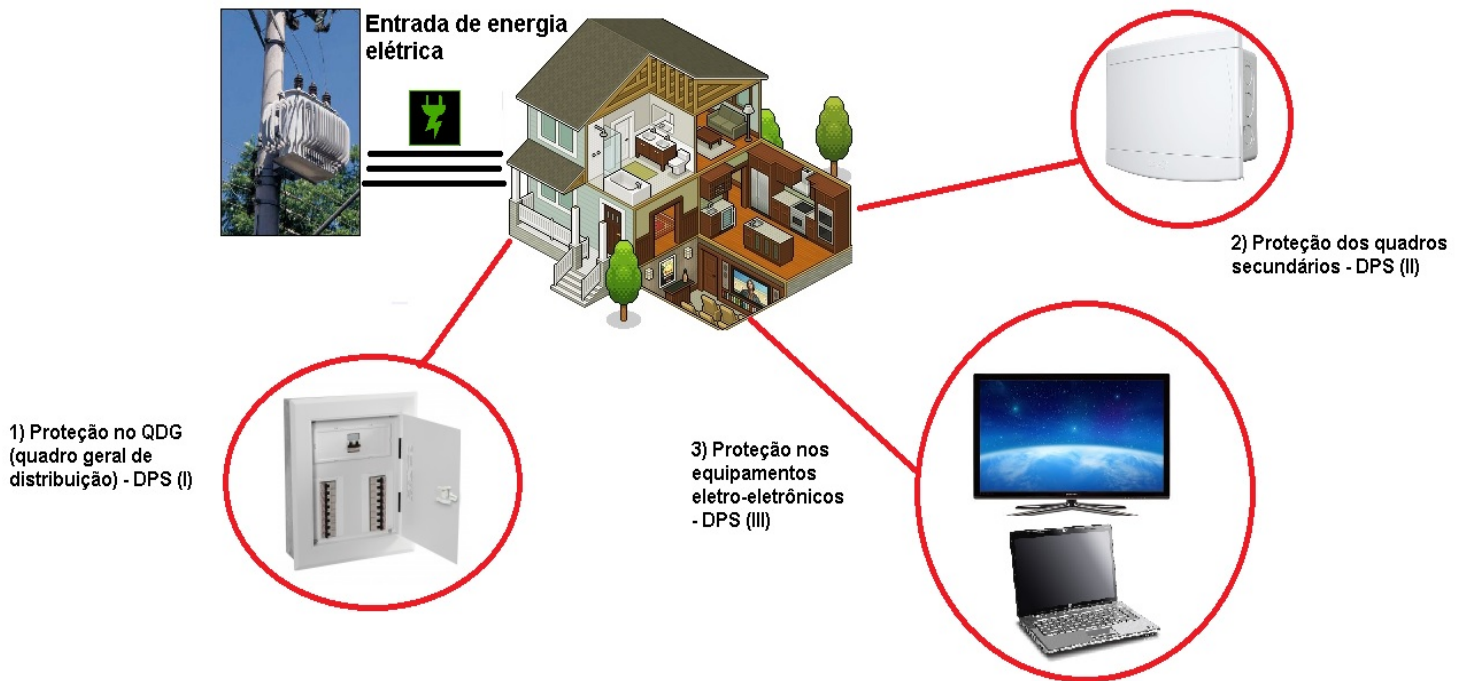 Entrada de energia
elétrica
2) Proteção dos quadros
secundários - DPS (II)
1) Proteção no QDG
(quadro geral de
distribuição) - DPS (I)
3) Proteção nos
equipamentos
eletro-eletrônicos
- DPS (III)